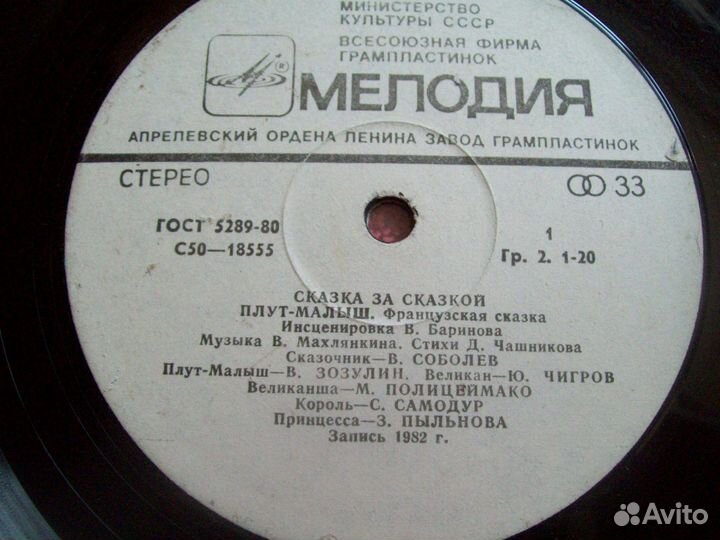 МИНИСТЕРСТВО
КУЛЬТУРЫ СССР
ВСЕСОЮЗНАЯ ФИРМА
ГРАМПЛАСТИНОК
® МЕЛОДИЯ
АПРЕЛЕВСКИЙ ОРДЕНА ЛЕНИНА ЗАВОД ГРАМПЛАСТИНОК
СТЕРЕО
33
ГОСТ 5289-80
С50—18555
1
Гр. 2. 1-20
СКАЗКА ЗА СКАЗКОЙ
ПЛУТ-МАЛЫШ. Французская сказка
Инсценировка В. Баринова
Музыка В. Махлянкина. Стихи Д. Чашникова
Сказочник—В. СОБОЛЕВ
Плут-Малыш—В. ЗОЗУЛИН, Великан—Ю. ЧИГРОВ
Великанша—М. ПОЛИЦЕЙМАКО
Король—С. САМОДУР
Принцесса—З. ПЫЛЬНОВА
Запись 1982 г.
Avito